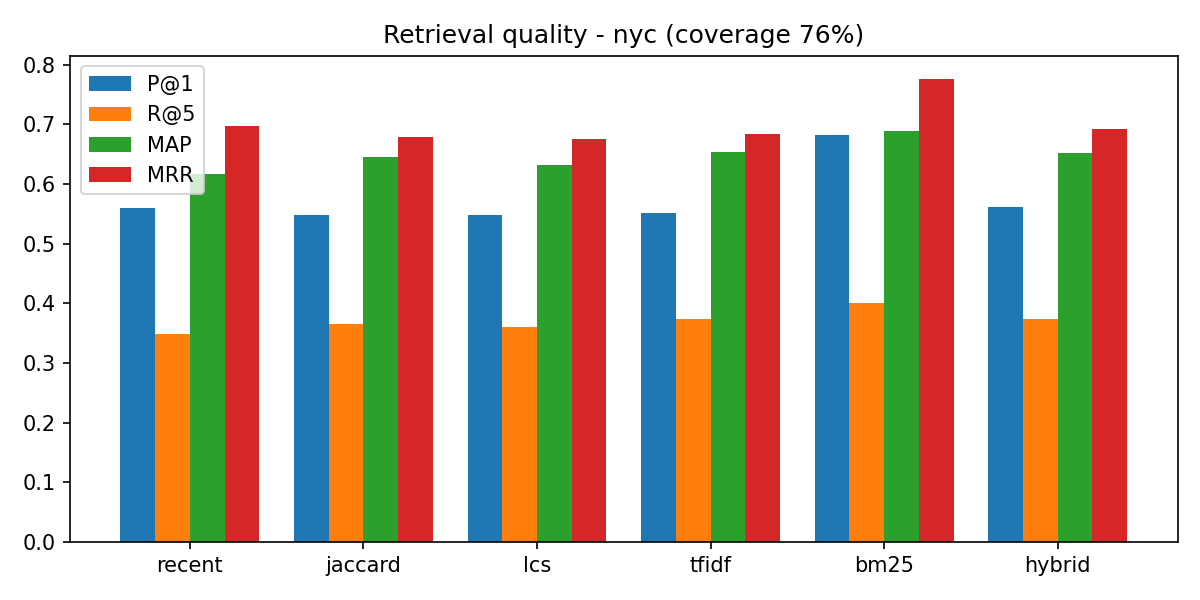 Retrieval quality - nyc (coverage 76%)
P@1
R@5
MAP
MRR
0.8
0.7
0.6
0.5
0.4
0.3
0.2
0.1
0.0
recent jaccard lcs tfidf bm25 hybrid